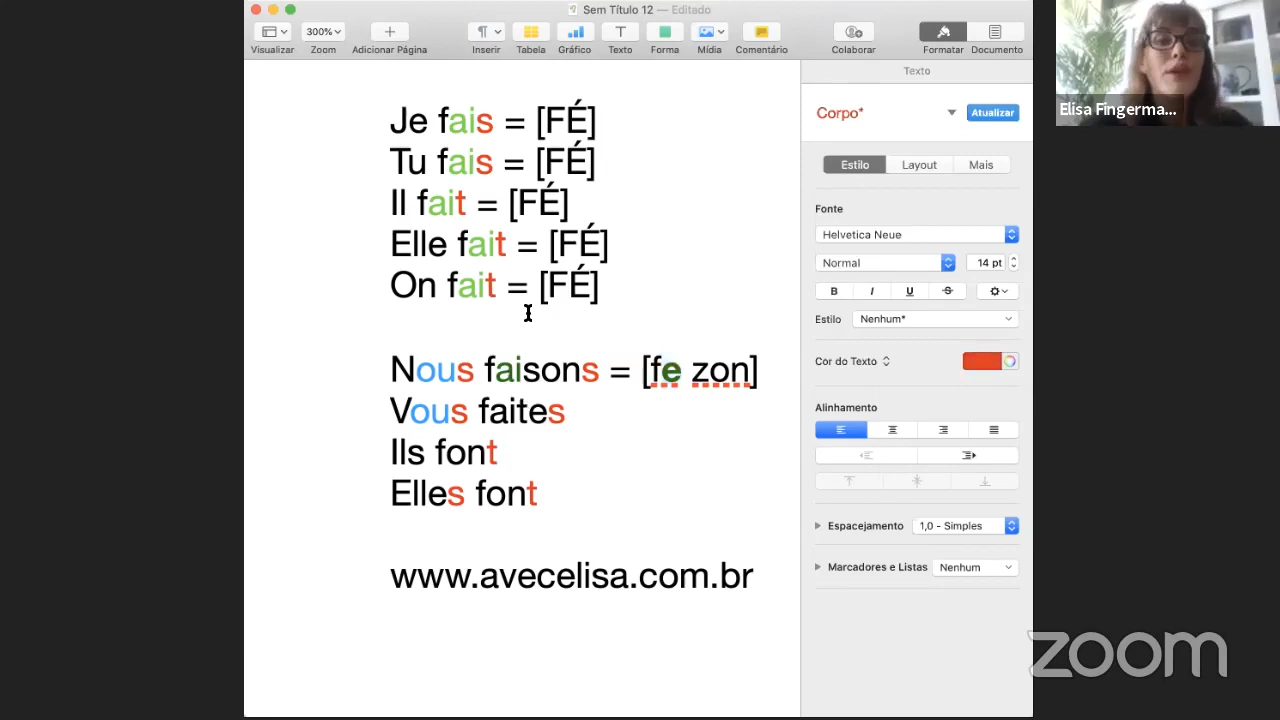 Sem Título 12 — Editado
Visualizar
300%
Zoom
Adicionar Página
Inserir
Tabela
Gráfico
T
Texto
Forma
Mídia
Comentário
Colaborar
Formatar
Documento
Texto
Elisa Fingerma...
Je fais = [FÉ]
Tu fais = [FÉ]
Il fait = [FÉ]
Elle fait = [FÉ]
On fait = [FÉ]
Nous faisons = [fe zon]
Vous faites
Ils font
Elles font
www.avecelisa.com.br
Corpo*
Atualizar
Estilo Layout Mais
Fonte
Helvetica Neue
Normal 14 pt
B I U S
Estilo Nenhum*
Cor do Texto
Alinhamento
Espaçejamento 1,0 - Simples
Marcadores e Listas Nenhum
zoom